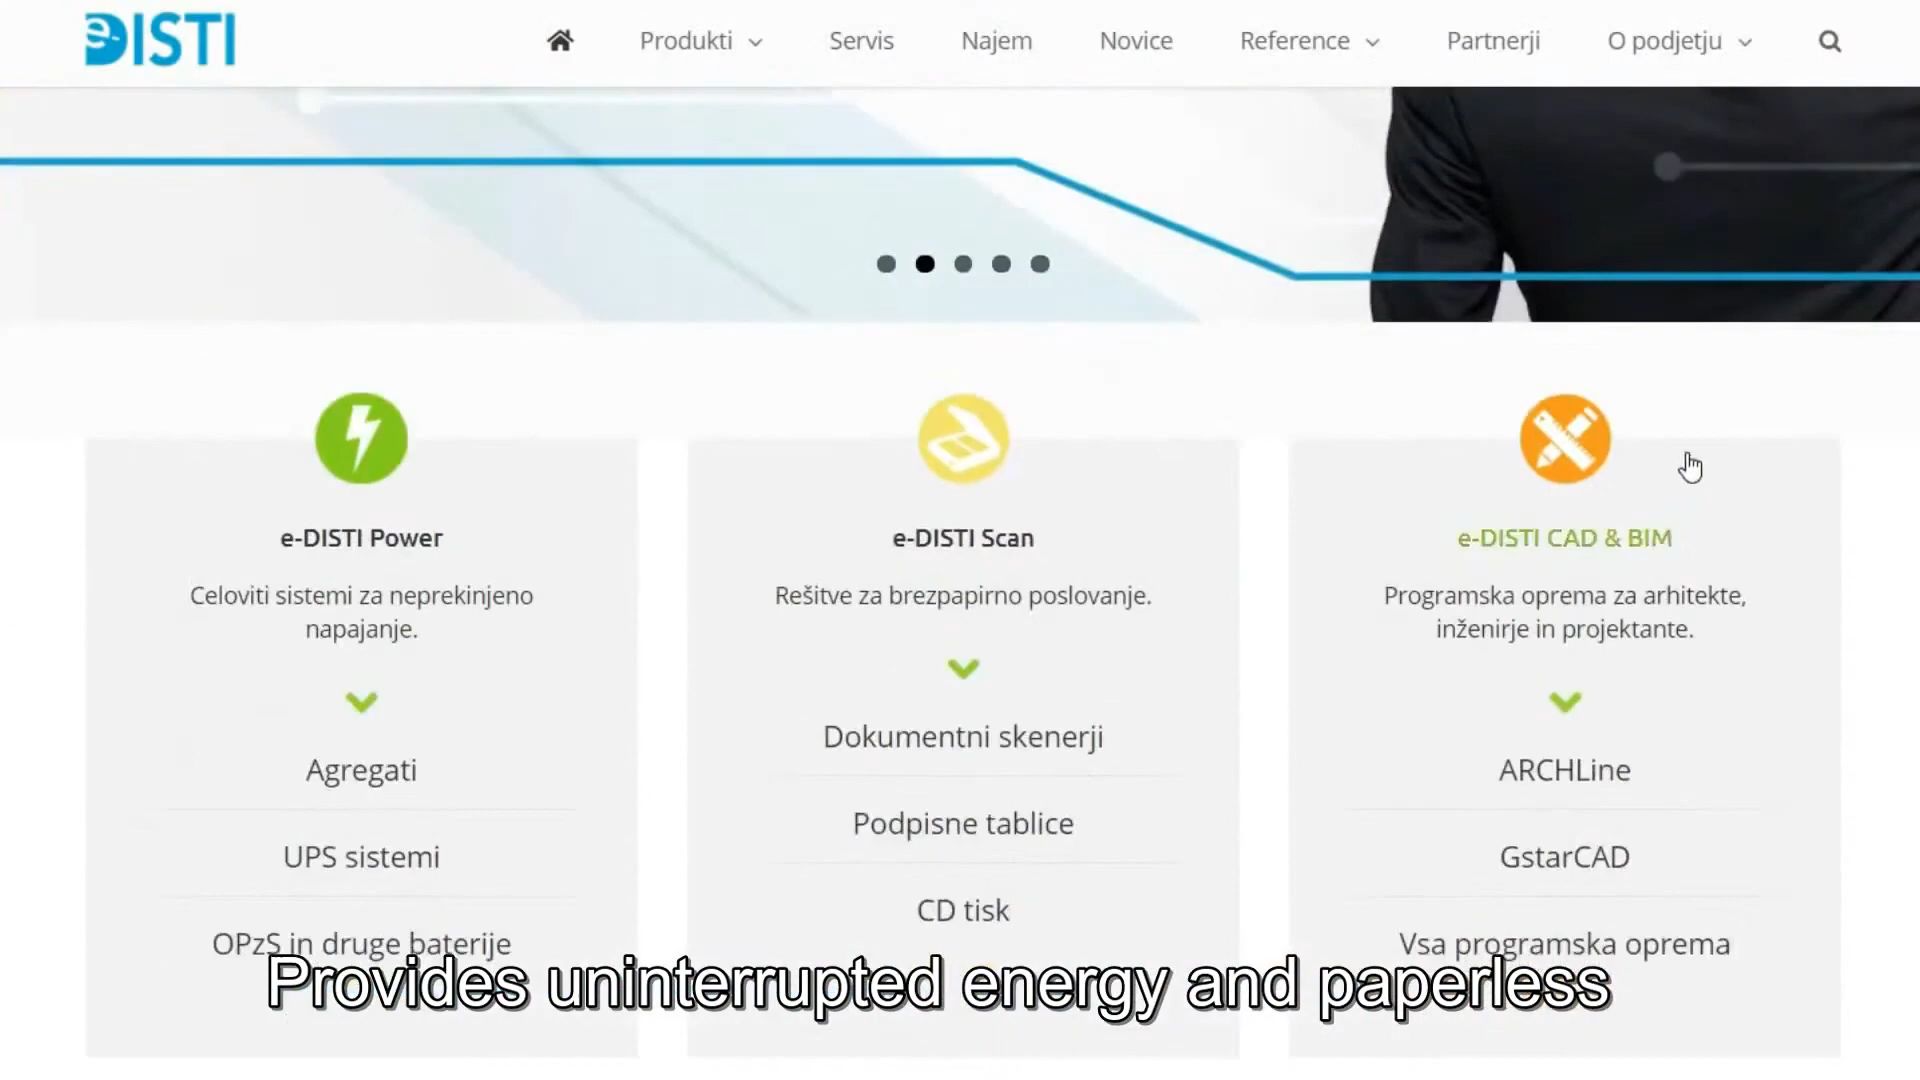 e-DISTI
Produkti
Servis
Najem
Novice
Reference
Partnerji
O podjetju
e-DISTI Power
Celoviti sistemi za neprekinjeno
napajanje.
Agregati
UPS sistemi
OPzS in druge baterije
e-DISTI Scan
Rešitve za brezpapirno poslovanje.
Dokumentni skenerji
Podpisne tablice
CD tisk
e-DISTI CAD & BIM
Programska oprema za arhitekte,
inženirje in projektante.
ARCHLine
GstarCAD
Vsa programska oprema
Provides uninterrupted energy and paperless